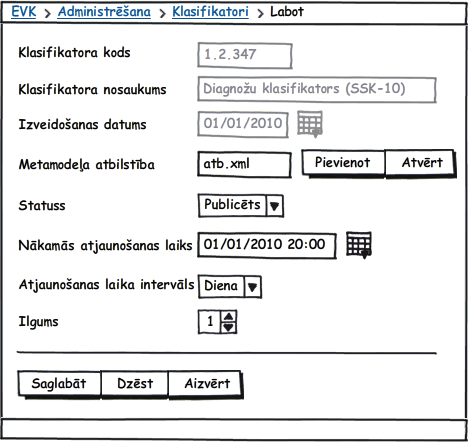 EVK > Administrēšana > Klasifikatori > Labot
Klasifikatora kods 1.2.347
Klasifikatora nosaukums Diagnožu klasifikators (SSK-10)
Izveidošanas datums 01/01/2010
Metamodeļa atbilstība atb.xml Pievienot Atvērt
Statuss Publicēts
Nākamās atjaunošanas laiks 01/01/2010 20:00
Atjaunošanas laika intervāls Diena
Ilgums 1
Saglabāt Dzēst Aizvērt